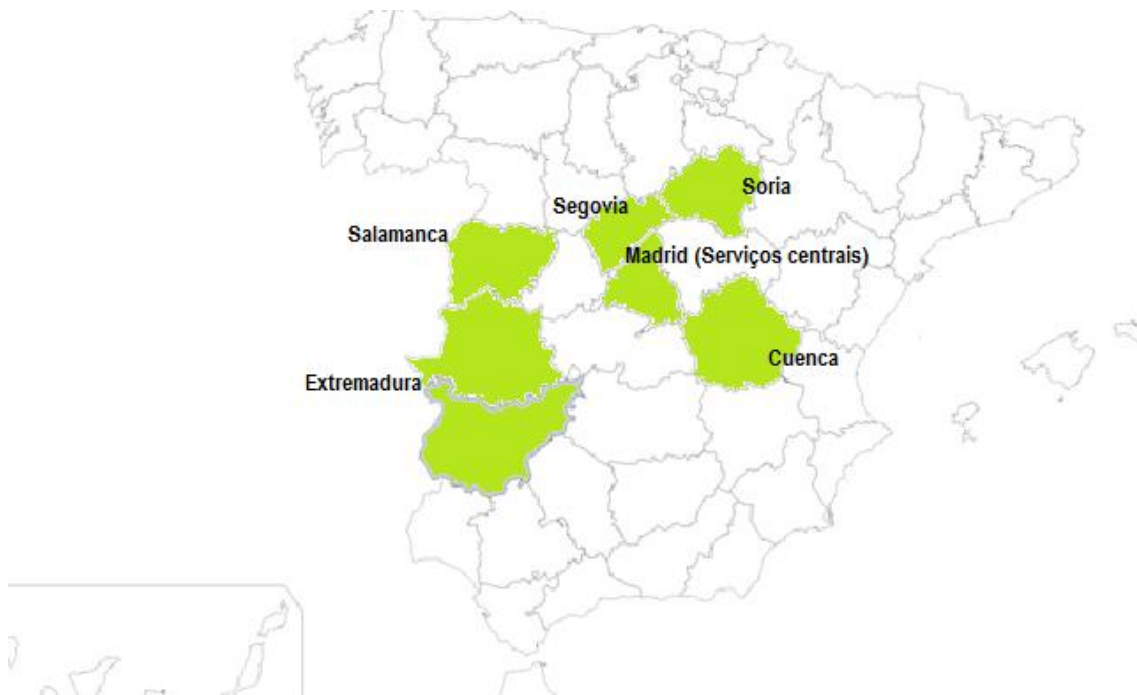 Soria
Segovia
Salamanca
Madrid (Serviços centrais)
Cuenca
Extremadura